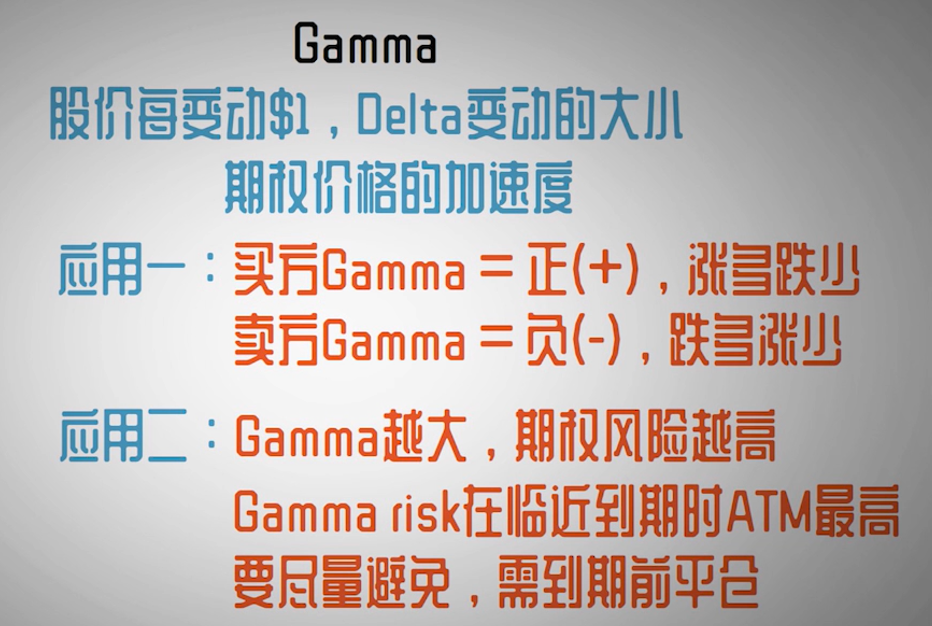 Gamma
股价每变动$1，Delta变动的大小
期权价格的加速度
应用一：买方Gamma＝正(+)，涨多跌少
卖方Gamma＝负(-)，跌多涨少
应用二：Gamma越大，期权风险越高
Gamma risk在临近到期时ATM最高
要尽量避免，需到期前平仓